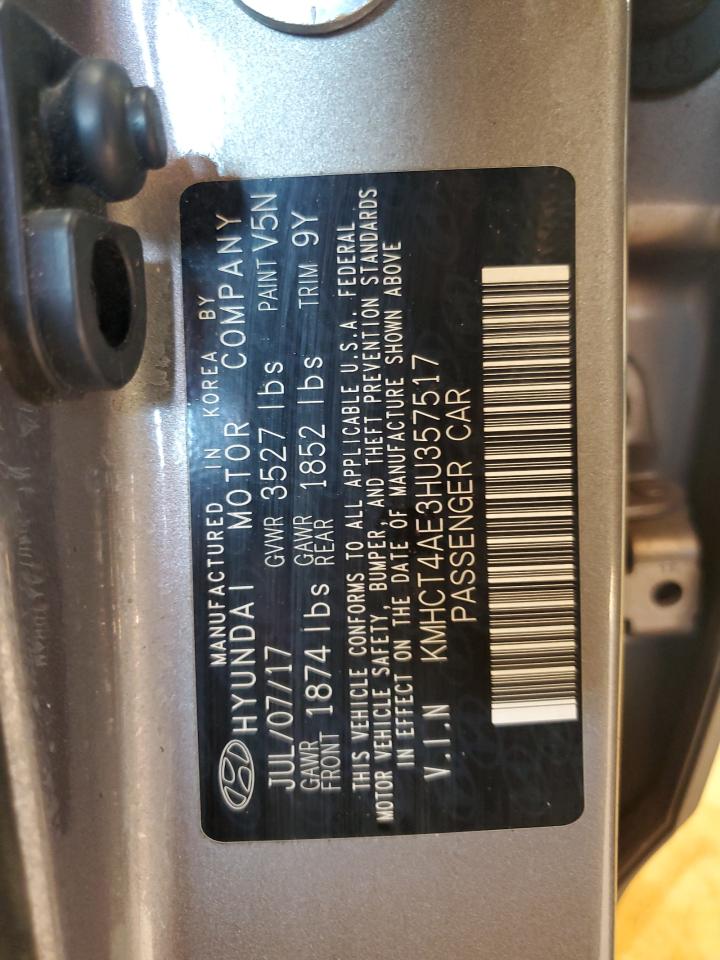 MANUFACTURED IN KOREA BY
HYUNDAI MOTOR COMPANY
JUL/07/17 GVWR 3527 lbs PAINT V5N
GAWR FRONT 1874 lbs GAWR REAR 1852 lbs TRIM 9Y
THIS VEHICLE CONFORMS TO ALL APPLICABLE U.S.A. FEDERAL
MOTOR VEHICLE SAFETY, BUMPER, AND THEFT PREVENTION STANDARDS
IN EFFECT ON THE DATE OF MANUFACTURE SHOWN ABOVE
V.I.N KMHCT4AE3HU357517
PASSENGER CAR